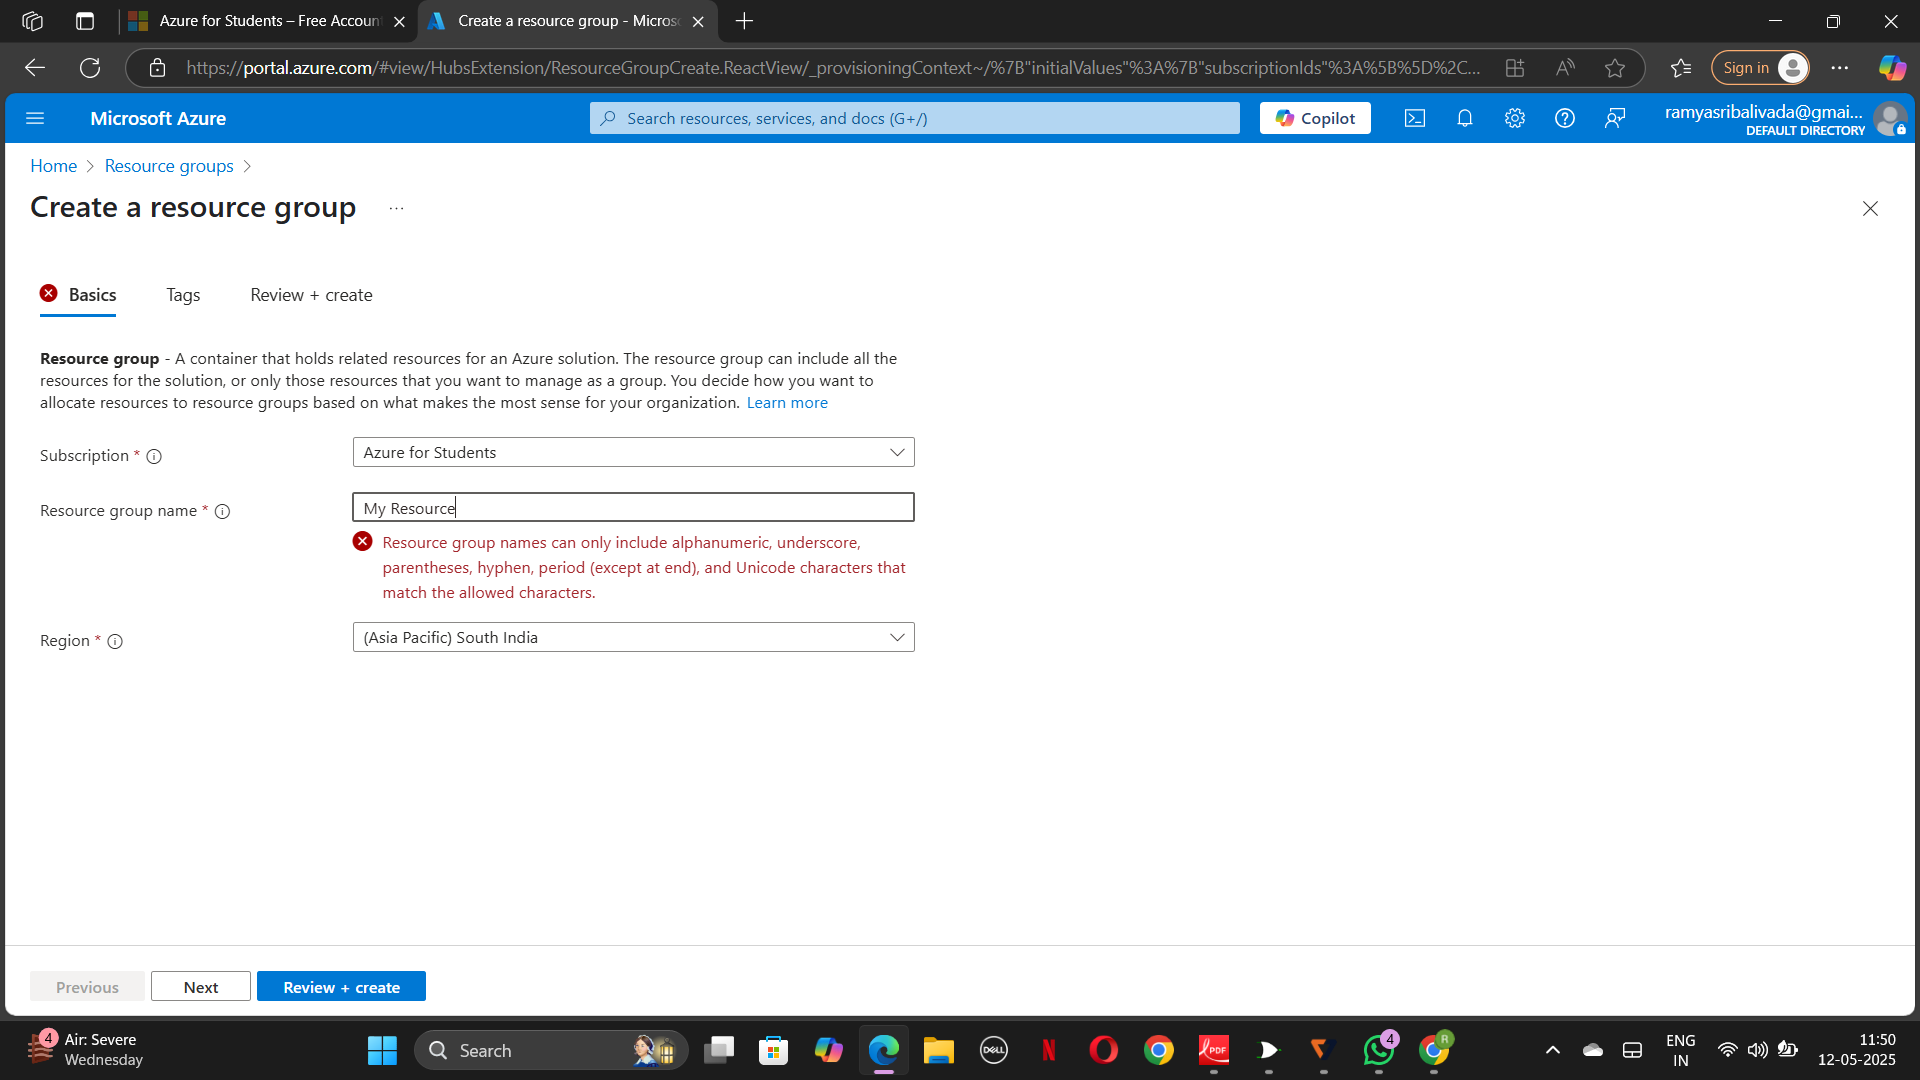 Azure for Students – Free Accoun
Create a resource group - Micros
https://portal.azure.com/#view/HubsExtension/ResourceGroupCreate.ReactView/_provisioningContext~/%7B"initialValues"%3A%7B"subscriptionIds"%3A%5B%5D%2C...
Sign in
Microsoft Azure
Search resources, services, and docs (G+/)
Copilot
ramyasribalivada@gmai...
DEFAULT DIRECTORY
Home > Resource groups >
Create a resource group ...
Basics Tags Review + create
Resource group - A container that holds related resources for an Azure solution. The resource group can include all the
resources for the solution, or only those resources that you want to manage as a group. You decide how you want to
allocate resources to resource groups based on what makes the most sense for your organization. Learn more
Subscription *
Azure for Students
Resource group name *
My Resource
Resource group names can only include alphanumeric, underscore,
parentheses, hyphen, period (except at end), and Unicode characters that
match the allowed characters.
Region *
(Asia Pacific) South India
Previous
Next
Review + create
4
Air: Severe
Wednesday
Search
DELL
N
PDF
4
R
ENG
IN
11:50
12-05-2025